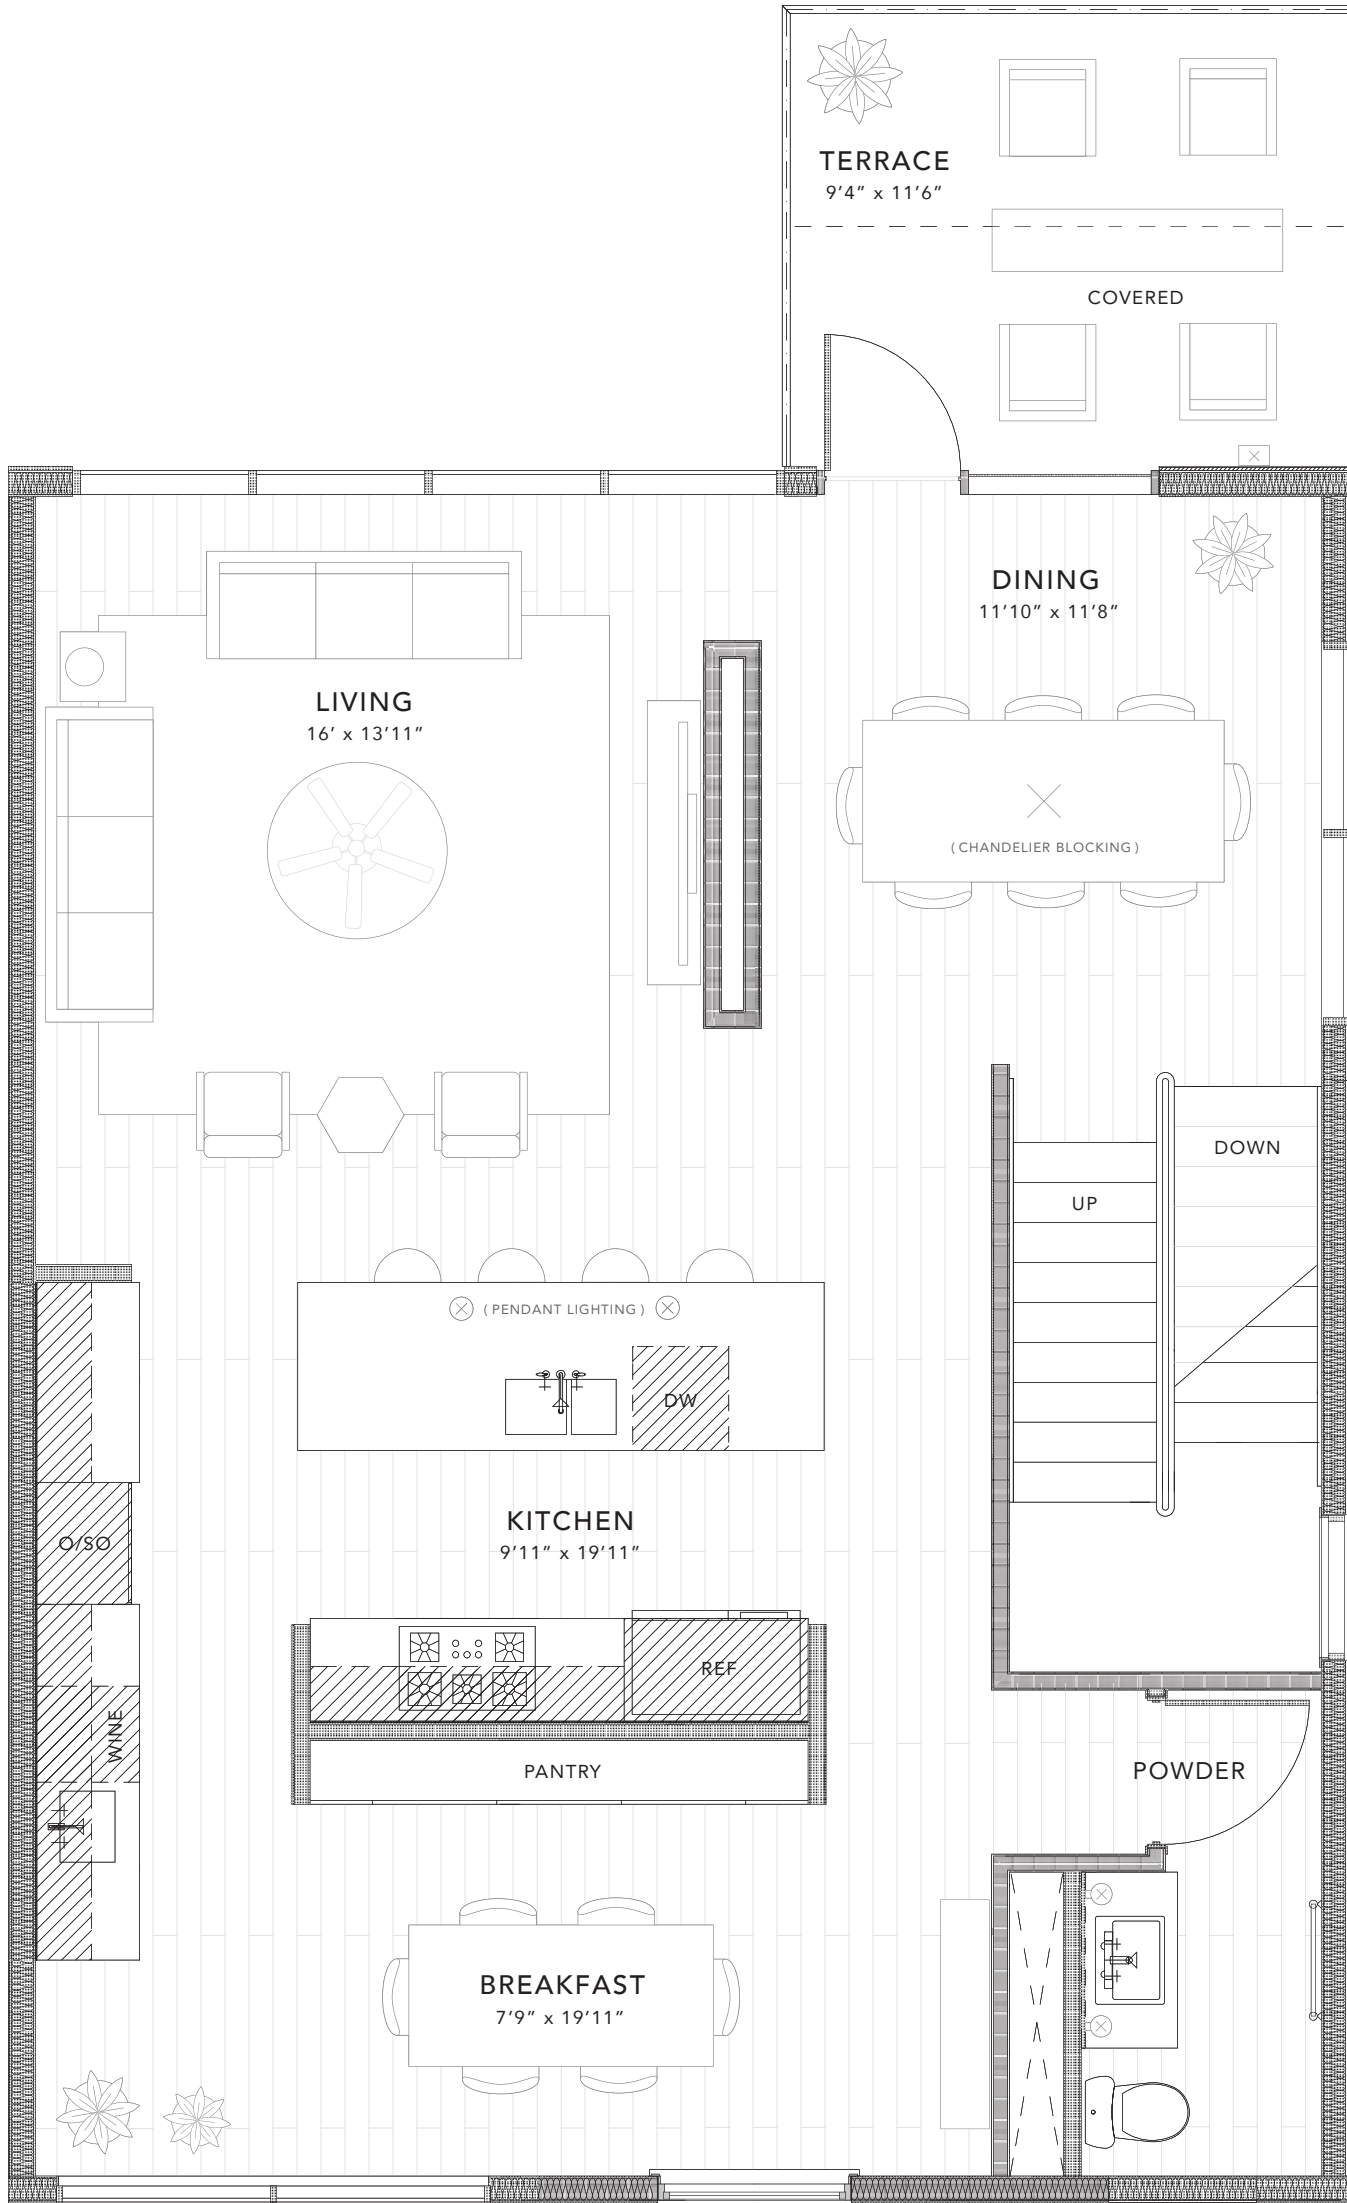 TERRACE
9'4" x 11'6"
COVERED
DINING
11'10" x 11'8"
LIVING
16' x 13'11"
( CHANDELIER BLOCKING )
DOWN
UP
( PENDANT LIGHTING )
DW
KITCHEN
9'11" x 19'11"
O/SO
REF
WINE
PANTRY
POWDER
BREAKFAST
7'9" x 19'11"